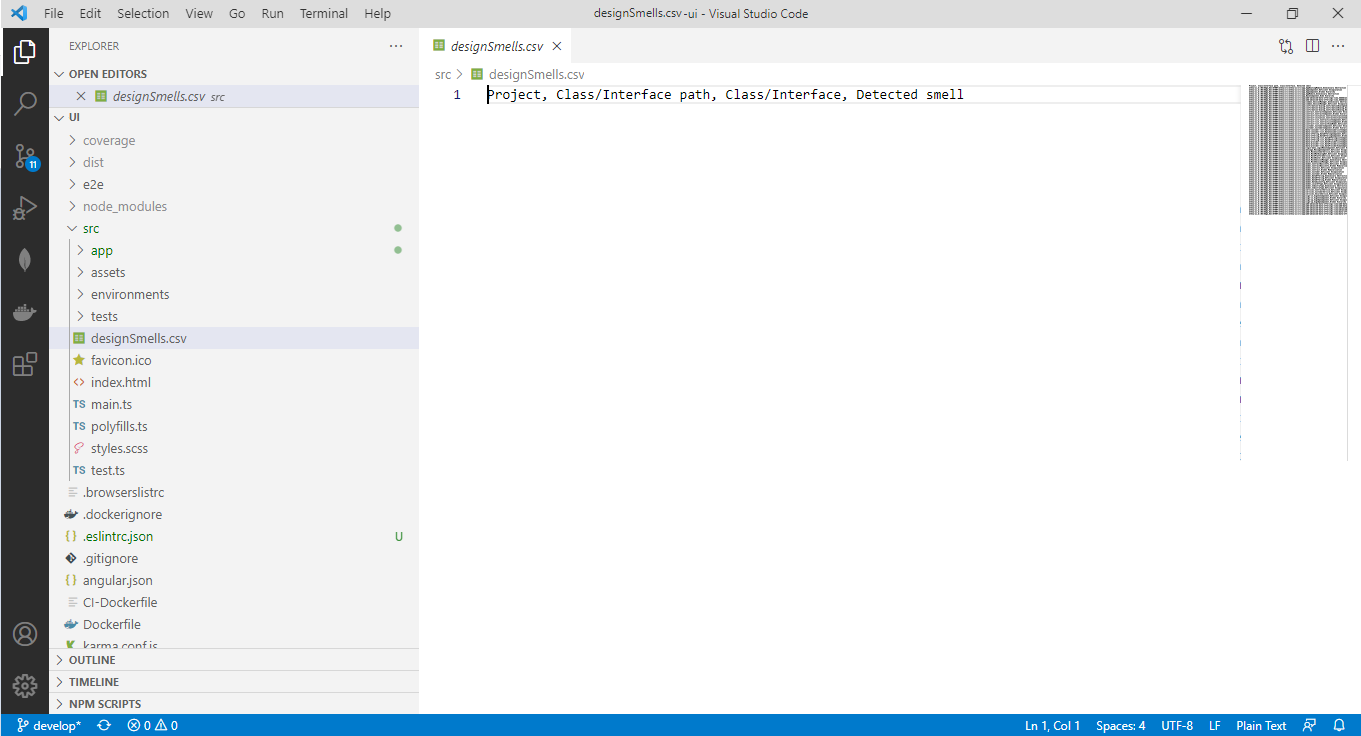 File Edit Selection View Go Run Terminal Help
designSmells.csv -ui - Visual Studio Code
EXPLORER
OPEN EDITORS
designSmells.csv src
UI
coverage
dist
e2e
node_modules
src
app
assets
environments
tests
designSmells.csv
favicon.ico
index.html
TS main.ts
TS polyfills.ts
styles.scss
TS test.ts
.browserslistrc
.dockerignore
{} .eslintrc.json U
.gitignore
{} angular.json
CI-Dockerfile
Dockerfile
karma.conf.js
OUTLINE
TIMELINE
NPM SCRIPTS
11
designSmells.csv
src > designSmells.csv
1 Project, Class/Interface path, Class/Interface, Detected smell
develop* 0 0
Ln 1, Col 1 Spaces: 4 UTF-8 LF Plain Text